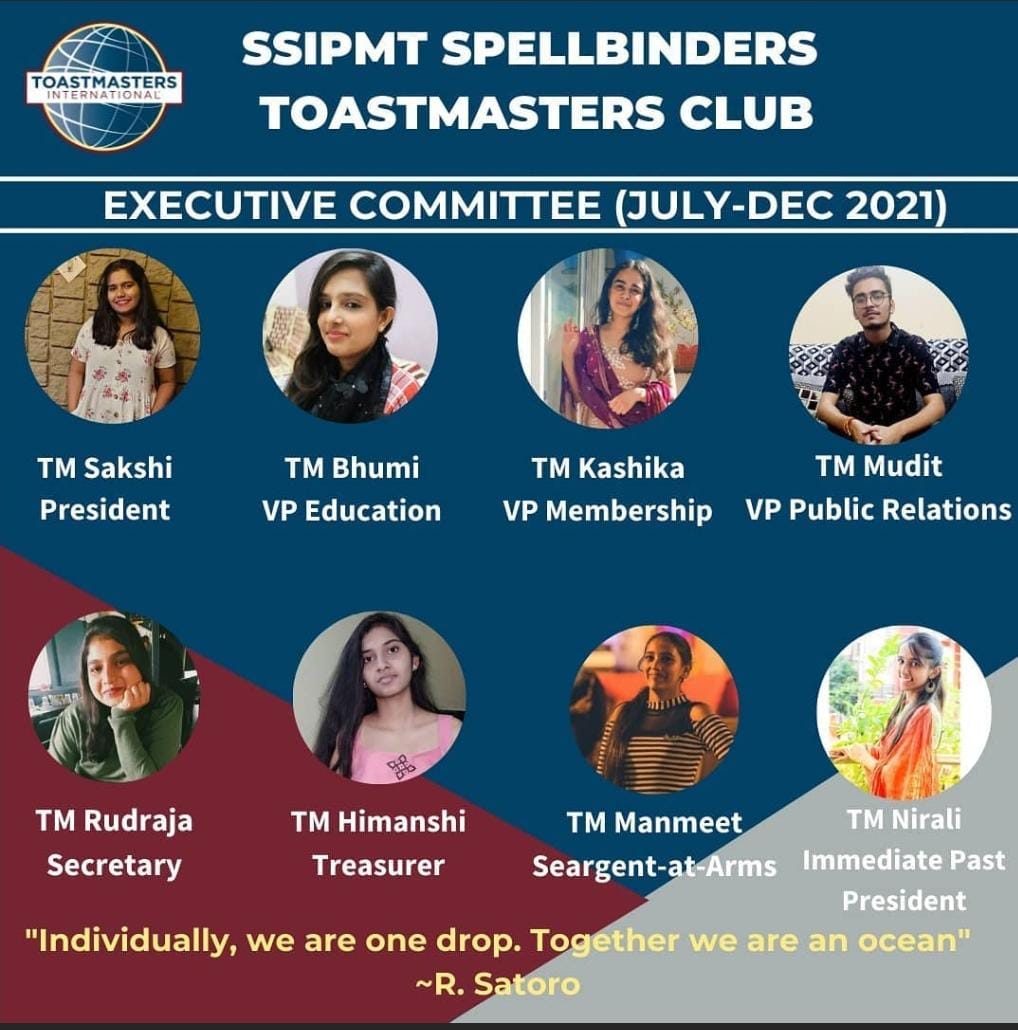 TOASTMASTERS
INTERNATIONAL
SSIPMT SPELLBINDERS
TOASTMASTERS CLUB
EXECUTIVE COMMITTEE (JULY-DEC 2021)
TM Sakshi
President
TM Bhumi
VP Education
TM Kashika
VP Membership
TM Mudit
VP Public Relations
TM Rudraja
Secretary
TM Himanshi
Treasurer
TM Manmeet
Seargent-at-Arms
TM Nirali
Immediate Past
President
"Individually, we are one drop. Together we are an ocean"
~R. Satoro